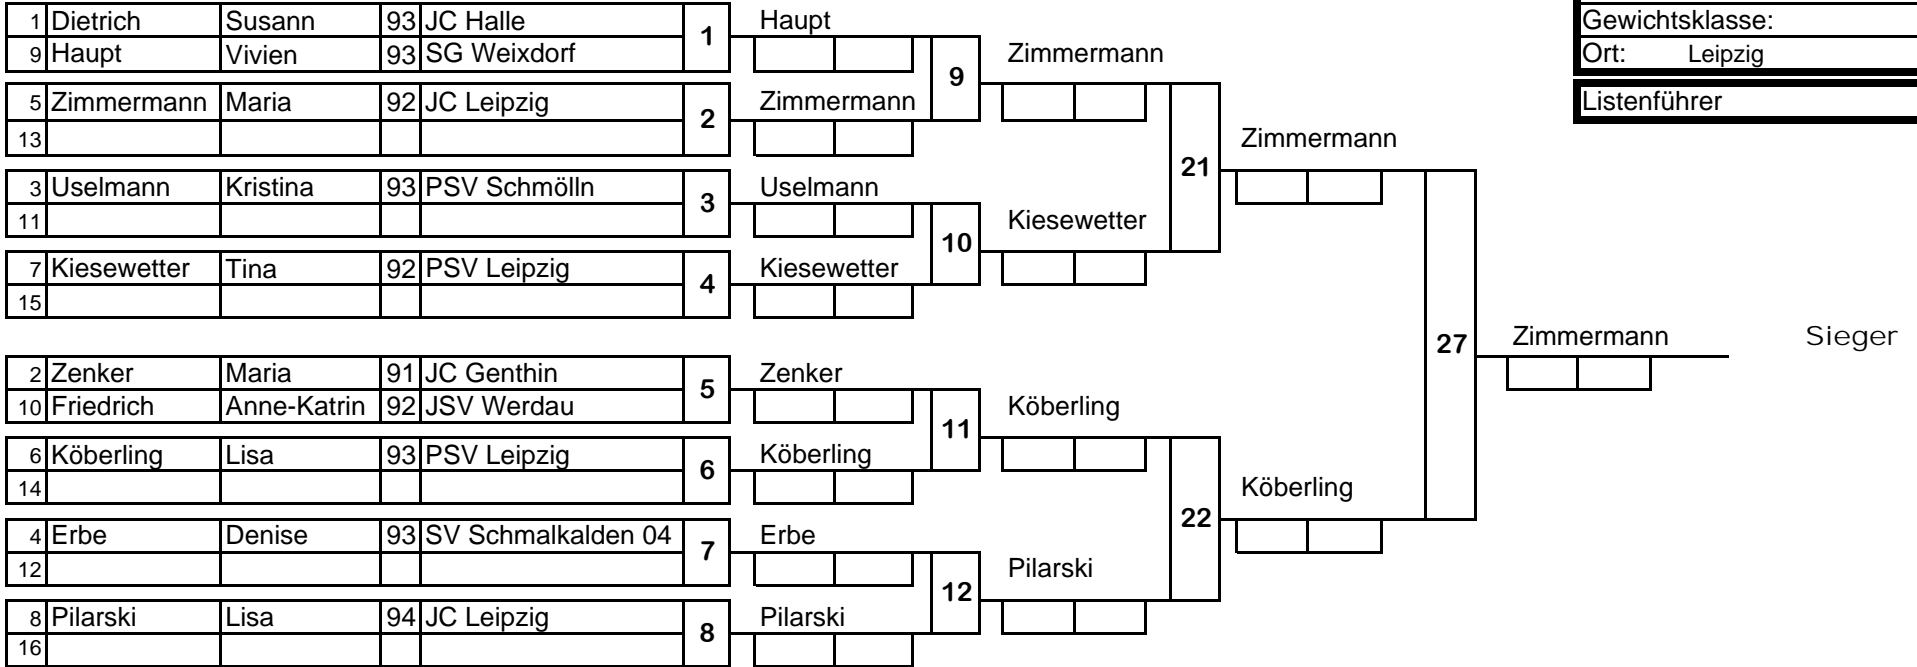 1 Dietrich Susann 93 JC Halle 1 Haupt
Gewichtsklasse:
9 Haupt Vivien 93 SG Weixdorf
Zimmermann
Ort: Leipzig
9
5 Zimmermann Maria 92 JC Leipzig 2 Zimmermann
Listenführer
13
Zimmermann
21
3 Uselmann Kristina 93 PSV Schmölln 3 Uselmann
11
Kiesewetter
10
7 Kiesewetter Tina 92 PSV Leipzig 4 Kiesewetter
15
27 Zimmermann Sieger
2 Zenker Maria 91 JC Genthin 5 Zenker
10 Friedrich Anne-Katrin 92 JSV Werdau
Köberling
11
6 Köberling Lisa 93 PSV Leipzig 6 Köberling
14
Köberling
22
4 Erbe Denise 93 SV Schmalkalden 04 7 Erbe
12
Pilarski
12
8 Pilarski Lisa 94 JC Leipzig 8 Pilarski
16